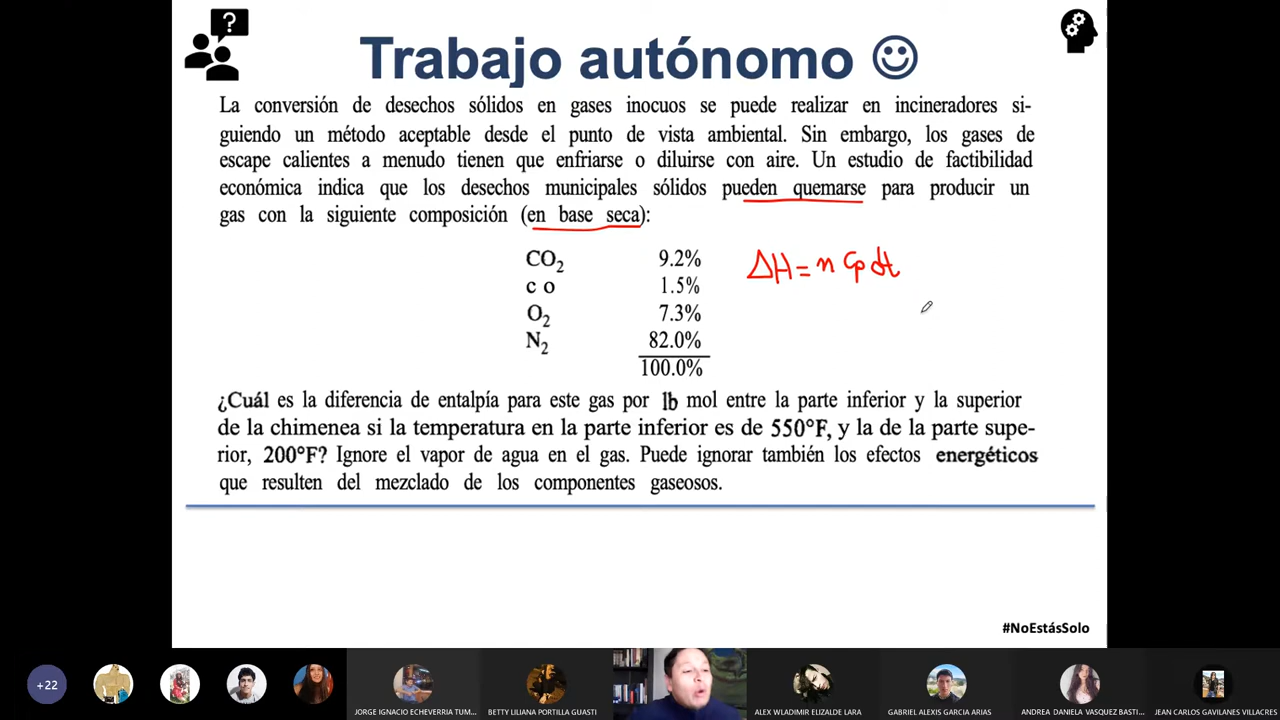 ?
Trabajo autónomo ☺
La conversión de desechos sólidos en gases inocuos se puede realizar en incineradores si-
guiendo un método aceptable desde el punto de vista ambiental. Sin embargo, los gases de
escape calientes a menudo tienen que enfriarse o diluirse con aire. Un estudio de factibilidad
económica indica que los desechos municipales sólidos pueden quemarse para producir un
gas con la siguiente composición (en base seca):
CO₂ 9.2%
c o 1.5%
O₂ 7.3%
N₂ 82.0%
100.0%
ΔH = n Cp dt
¿Cuál es la diferencia de entalpía para este gas por lb mol entre la parte inferior y la superior
de la chimenea si la temperatura en la parte inferior es de 550°F, y la de la parte supe-
rior, 200°F? Ignore el vapor de agua en el gas. Puede ignorar también los efectos energéticos
que resulten del mezclado de los componentes gaseosos.
#NoEstásSolo
+22
JORGE IGNACIO ECHEVERRIA TUM...
BETTY LILIANA PORTILLA GUASTI
ALEX WLADIMIR ELIZALDE LARA
GABRIEL ALEXIS GARCIA ARIAS
ANDREA DANIELA VASQUEZ BASTI...
JEAN CARLOS GAVILANES VILLACRES